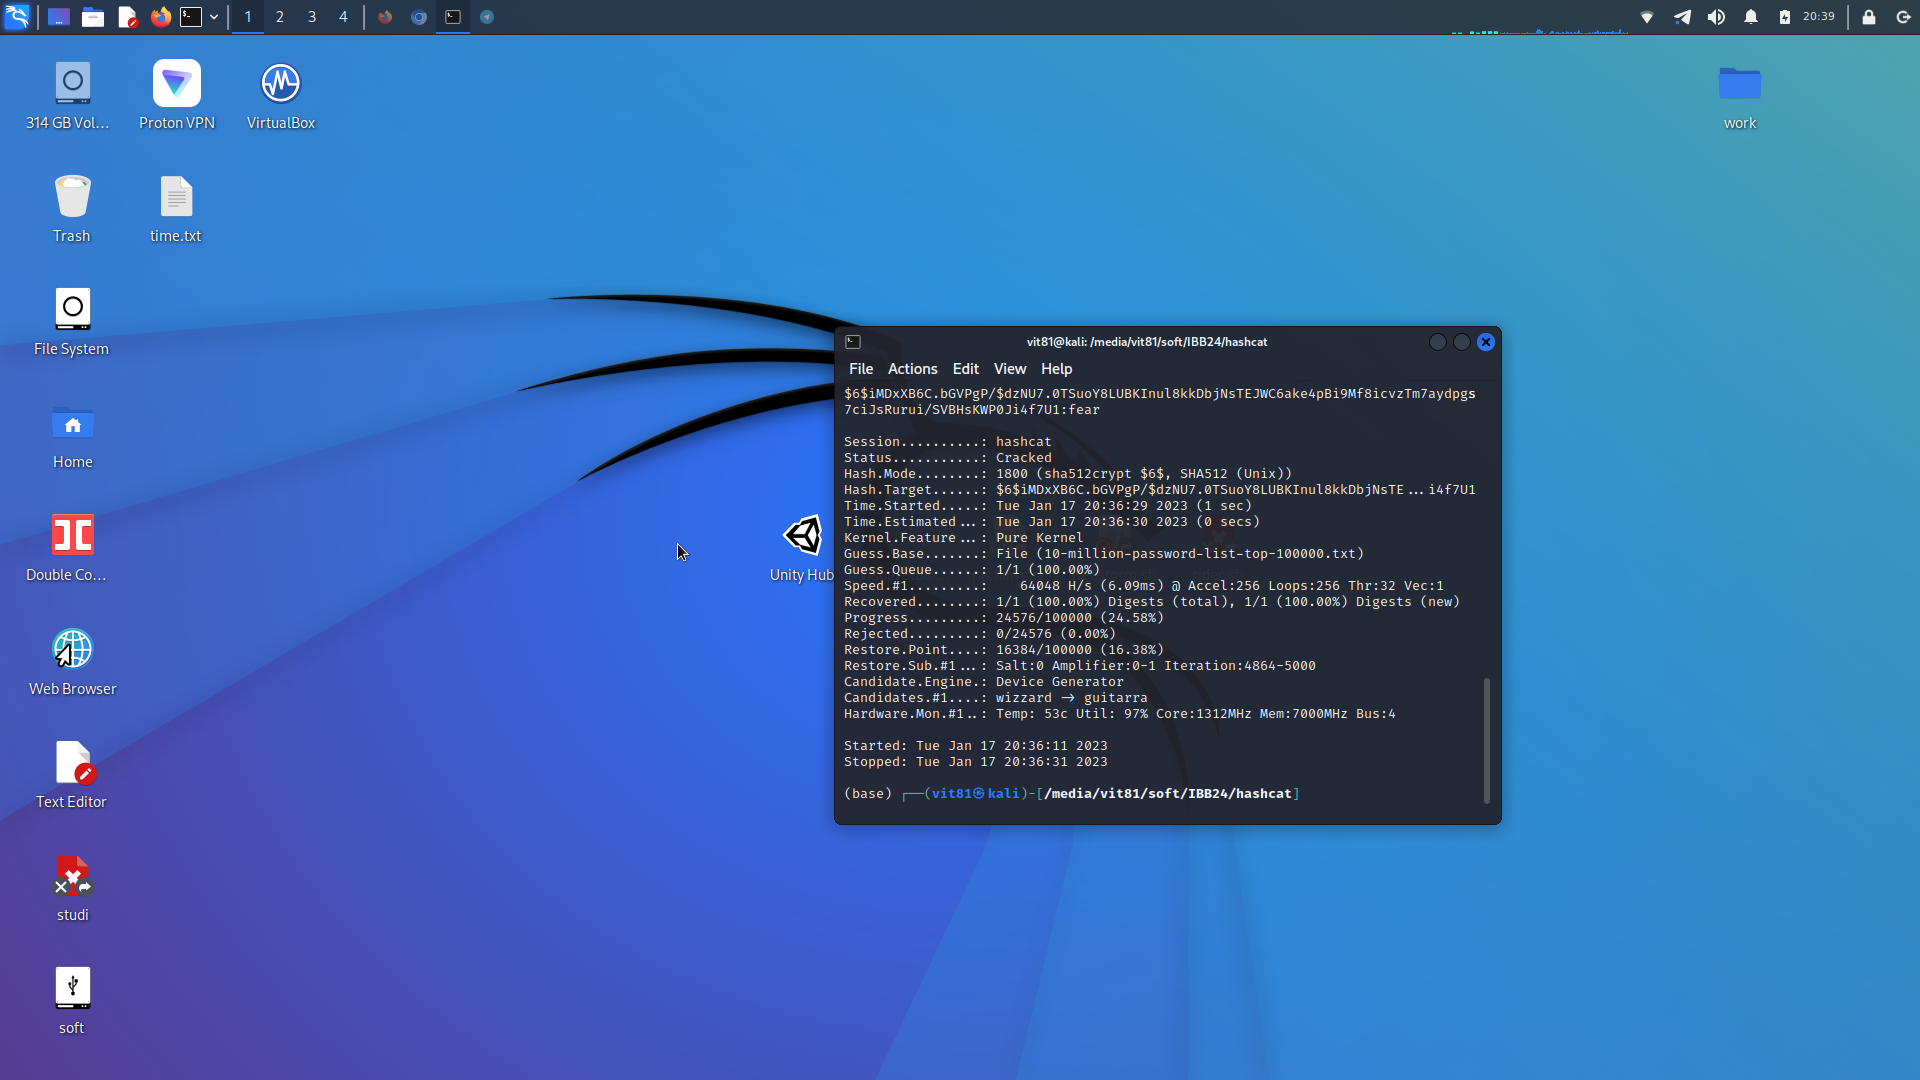 1 2 3 4
20:39
314 GB Vol...
Proton VPN
VirtualBox
work
Trash
time.txt
File System
Home
Double Co...
Unity Hub
Web Browser
Text Editor
studi
soft
vit81@kali: /media/vit81/soft/IBB24/hashcat
File Actions Edit View Help
$6$iMDxXB6C.bGVPgP/$dzNU7.0TSuoY8LUBKInul8kkDbjNsTEJWC6ake4pBi9Mf8icvzTm7aydpgs
7ciJsRurui/SVBHsKWP0Ji4f7U1:fear
Session..........: hashcat
Status...........: Cracked
Hash.Mode........: 1800 (sha512crypt $6$, SHA512 (Unix))
Hash.Target......: $6$iMDxXB6C.bGVPgP/$dzNU7.0TSuoY8LUBKInul8kkDbjNsTE...i4f7U1
Time.Started.....: Tue Jan 17 20:36:29 2023 (1 sec)
Time.Estimated...: Tue Jan 17 20:36:30 2023 (0 secs)
Kernel.Feature...: Pure Kernel
Guess.Base.......: File (10-million-password-list-top-100000.txt)
Guess.Queue......: 1/1 (100.00%)
Speed.#1.........:    64048 H/s (6.09ms) @ Accel:256 Loops:256 Thr:32 Vec:1
Recovered........: 1/1 (100.00%) Digests (total), 1/1 (100.00%) Digests (new)
Progress.........: 24576/100000 (24.58%)
Rejected.........: 0/24576 (0.00%)
Restore.Point....: 16384/100000 (16.38%)
Restore.Sub.#1...: Salt:0 Amplifier:0-1 Iteration:4864-5000
Candidate.Engine.: Device Generator
Candidates.#1....: wizzard -> guitarra
Hardware.Mon.#1..: Temp: 53c Util: 97% Core:1312MHz Mem:7000MHz Bus:4
Started: Tue Jan 17 20:36:11 2023
Stopped: Tue Jan 17 20:36:31 2023
(base) ┌──(vit81㉿kali)-[/media/vit81/soft/IBB24/hashcat]